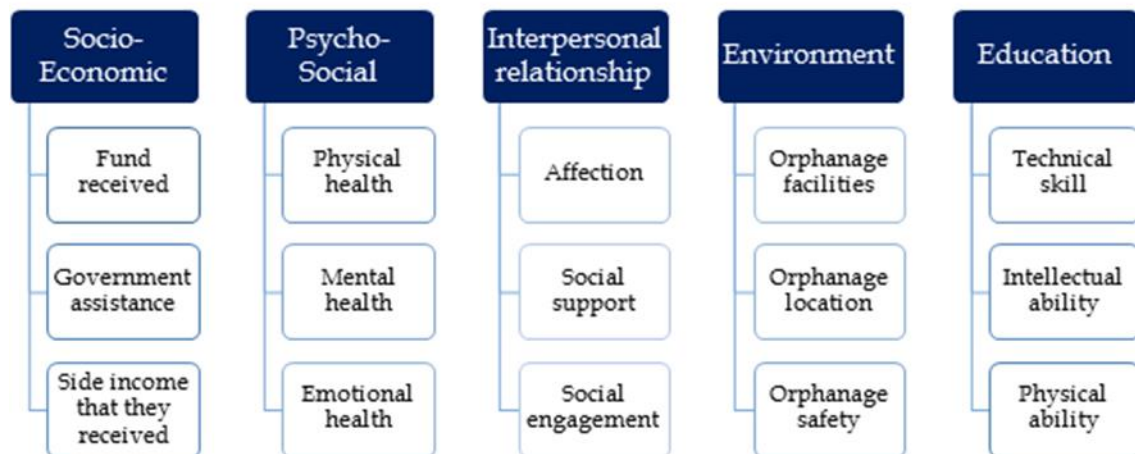 Socio-
Economic
Fund
received
Government
assistance
Side income
that they
received
Psycho-
Social
Physical
health
Mental
health
Emotional
health
Interpersonal
relationship
Affection
Social
support
Social
engagement
Environment
Orphanage
facilities
Orphanage
location
Orphanage
safety
Education
Technical
skill
Intellectual
ability
Physical
ability